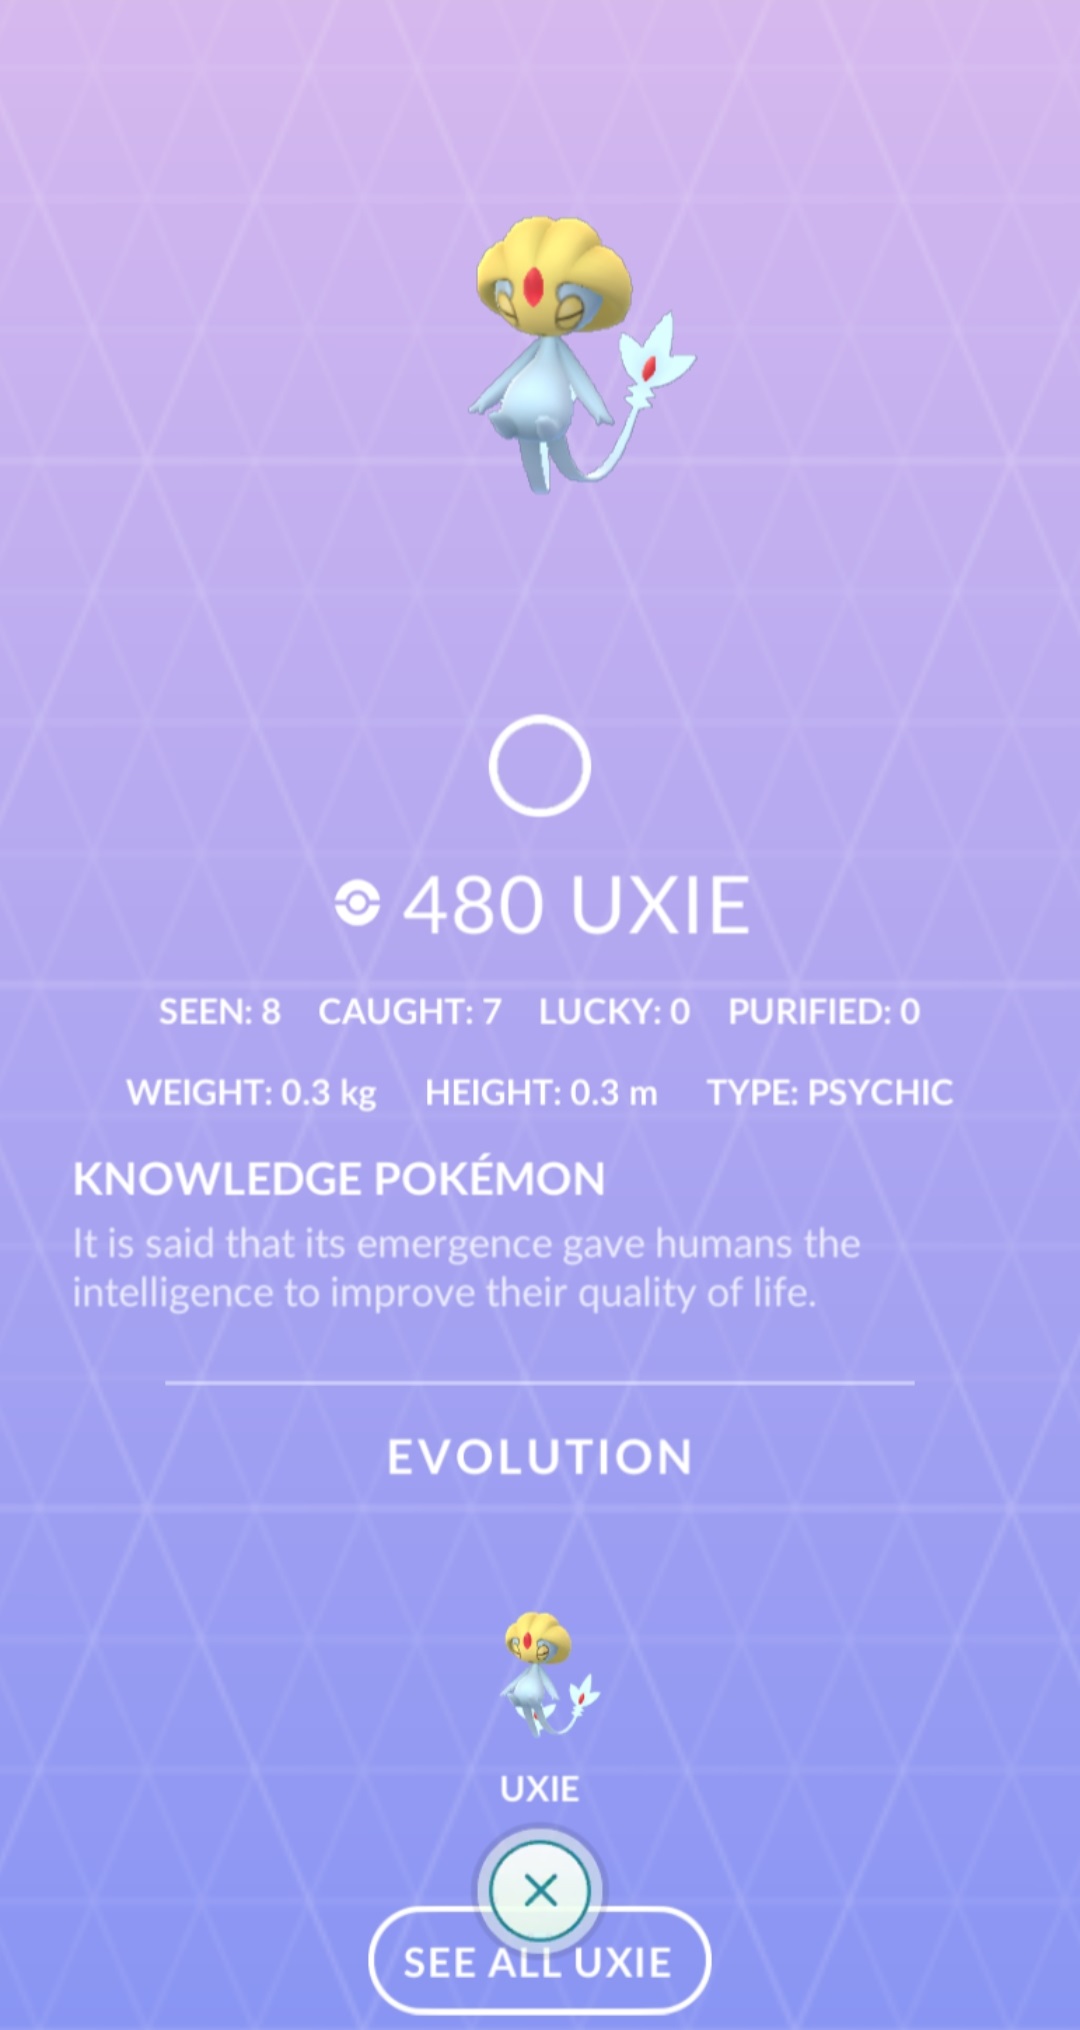 480 UXIE
SEEN: 8 CAUGHT: 7 LUCKY: 0 PURIFIED: 0
WEIGHT: 0.3 kg HEIGHT: 0.3 m TYPE: PSYCHIC
KNOWLEDGE POKÉMON
It is said that its emergence gave humans the
intelligence to improve their quality of life.
EVOLUTION
UXIE
SEE ALL UXIE